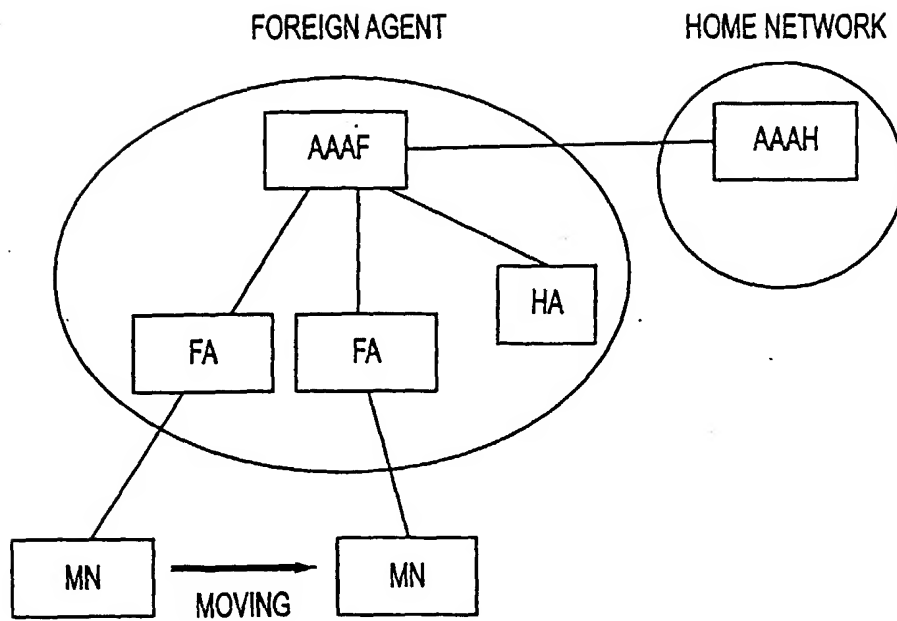 FOREIGN AGENT
HOME NETWORK
AAAF
AAAH
HA
FA
FA
MN
MN
MOVING